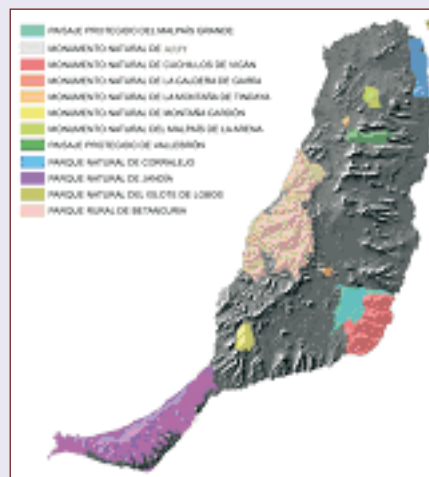 PAISAJE PROTEGIDO DEL MALPAÍS GRANDE
MONUMENTO NATURAL DE
MONUMENTO NATURAL DE CUCHILLOS DE VIGÁN
MONUMENTO NATURAL DE LA CALDERA DE GAIRÍA
MONUMENTO NATURAL DE LA MONTAÑA DE TINDAYA
MONUMENTO NATURAL DE MONTAÑA CARDÓN
MONUMENTO NATURAL DEL MALPAÍS DE LA ARENA
PAISAJE PROTEGIDO DE VALLEBRÓN
PARQUE NATURAL DE CORRALEJO
PARQUE NATURAL DE JANDÍA
PARQUE NATURAL DEL ISLOTE DE LOBOS
PARQUE RURAL DE BETANCURIA